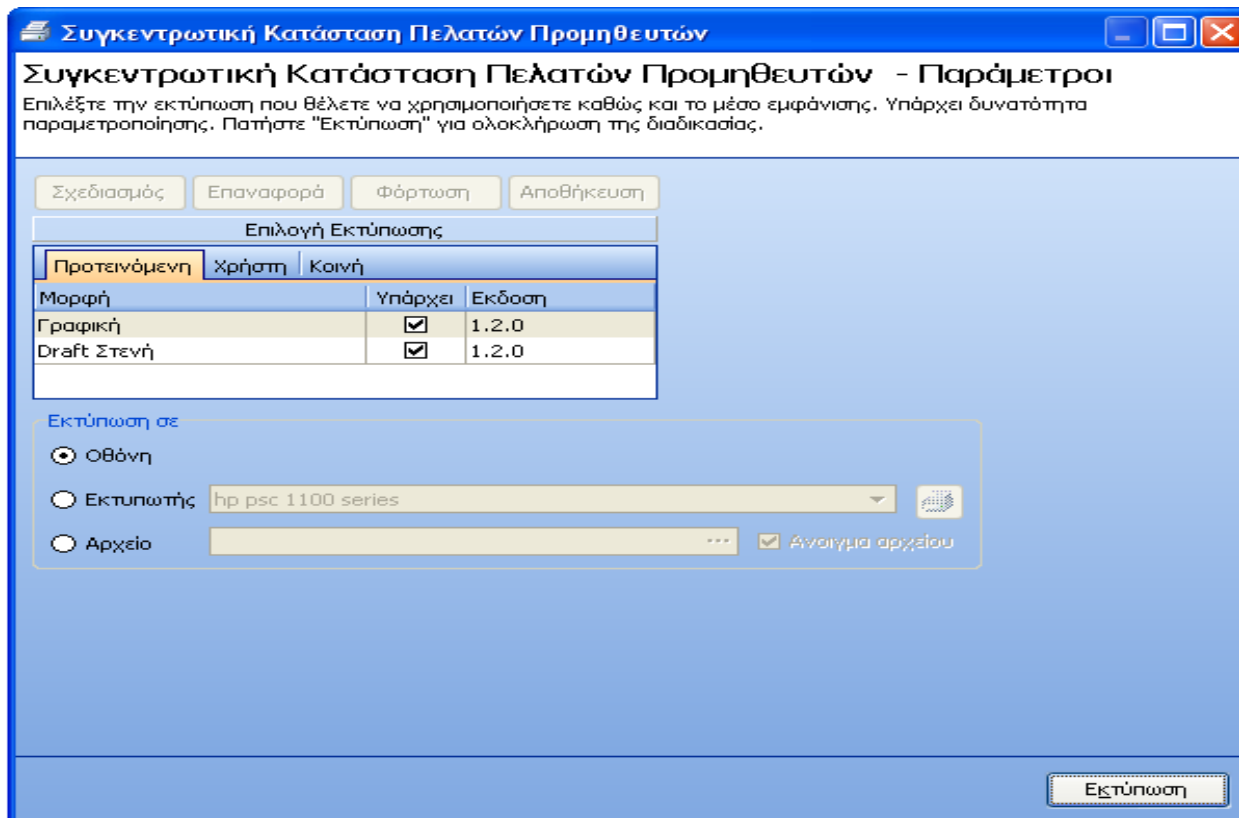 Συγκεντρωτική Κατάσταση Πελατών Προμηθευτών
Συγκεντρωτική Κατάσταση Πελατών Προμηθευτών - Παράμετροι
Επιλέξτε την εκτύπωση που θέλετε να χρησιμοποιήσετε καθώς και το μέσο εμφάνισης. Υπάρχει δυνατότητα
παραμετροποίησης. Πατήστε "Εκτύπωση" για ολοκλήρωση της διαδικασίας.
Σχεδιασμός Επαναφορά Φόρτωση Αποθήκευση
Επιλογή Εκτύπωσης
Προτεινόμενη Χρήστη Κοινή
Μορφή Υπάρχει Εκδοση
Γραφική 1.2.0
Draft Στενή 1.2.0
Εκτύπωση σε
Οθόνη
Εκτυπωτής hp psc 1100 series
Αρχείο ... Άνοιγμα αρχείου
Εκτύπωση